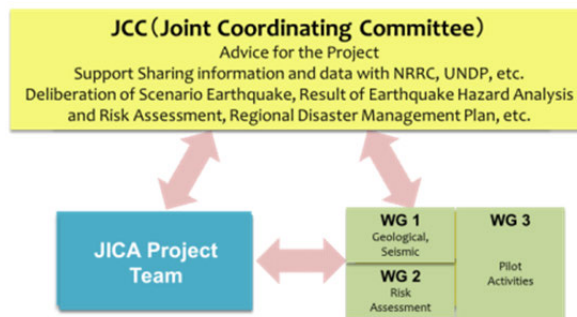 JCC(Joint Coordinating Committee)
Advice for the Project
Support Sharing information and data with NRRC, UNDP, etc.
Deliberation of Scenario Earthquake, Result of Earthquake Hazard Analysis
and Risk Assessment, Regional Disaster Management Plan, etc.
JICA Project
Team
WG 1
Geological,
Seismic
WG 2
Risk
Assessment
WG 3
Pilot
Activities